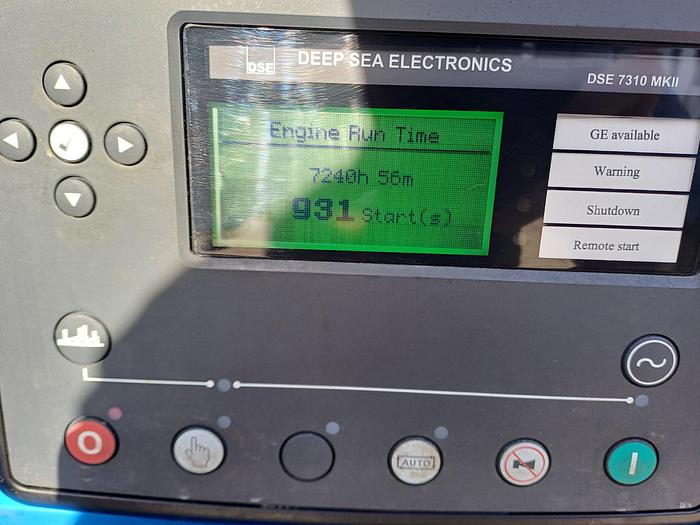 DSE DEEP SEA ELECTRONICS
DSE 7310 MKII
Engine Run Time
7240h 56m
931 Start(s)
GE available
Warning
Shutdown
Remote start
O
AUTO
I